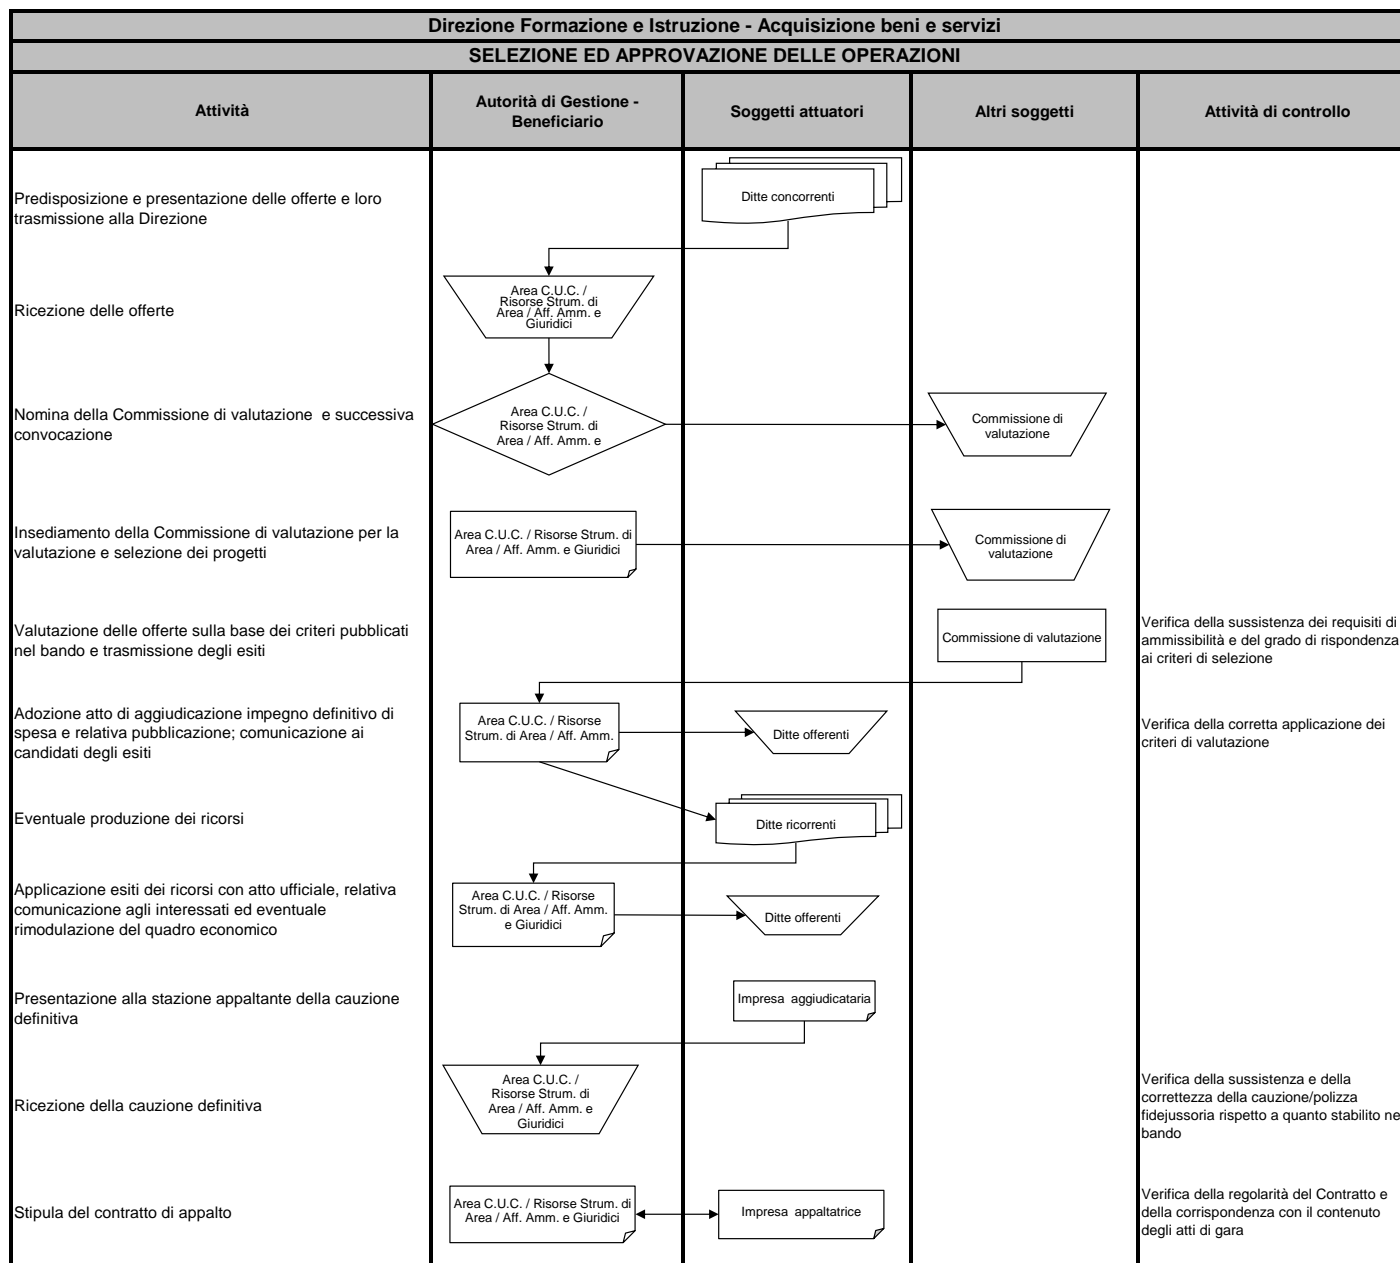 Direzione Formazione e Istruzione - Acquisizione beni e servizi
SELEZIONE ED APPROVAZIONE DELLE OPERAZIONI
Attività
Autorità di Gestione -
Beneficiario
Soggetti attuatori
Altri soggetti
Attività di controllo
Predisposizione e presentazione delle offerte e loro
trasmissione alla Direzione
Ditte concorrenti
Ricezione delle offerte
Area C.U.C. /
Risorse Strum. di
Area / Aff. Amm. e
Giuridici
Nomina della Commissione di valutazione e successiva
convocazione
Area C.U.C. /
Risorse Strum. di
Area / Aff. Amm. e
Commissione di
valutazione
Insediamento della Commissione di valutazione per la
valutazione e selezione dei progetti
Area C.U.C. / Risorse Strum. di
Area / Aff. Amm. e Giuridici
Commissione di
valutazione
Valutazione delle offerte sulla base dei criteri pubblicati
nel bando e trasmissione degli esiti
Commissione di valutazione
Verifica della sussistenza dei requisiti di
ammissibilità e del grado di rispondenza
ai criteri di selezione
Adozione atto di aggiudicazione impegno definitivo di
spesa e relativa pubblicazione; comunicazione ai
candidati degli esiti
Area C.U.C. / Risorse
Strum. di Area / Aff. Amm.
Ditte offerenti
Verifica della corretta applicazione dei
criteri di valutazione
Eventuale produzione dei ricorsi
Ditte ricorrenti
Applicazione esiti dei ricorsi con atto ufficiale, relativa
comunicazione agli interessati ed eventuale
rimodulazione del quadro economico
Area C.U.C. / Risorse
Strum. di Area / Aff. Amm.
e Giuridici
Ditte offerenti
Presentazione alla stazione appaltante della cauzione
definitiva
Impresa aggiudicataria
Ricezione della cauzione definitiva
Area C.U.C. /
Risorse Strum. di
Area / Aff. Amm. e
Giuridici
Verifica della sussistenza e della
correttezza della cauzione/polizza
fidejussoria rispetto a quanto stabilito ne
bando
Stipula del contratto di appalto
Area C.U.C. / Risorse Strum. di
Area / Aff. Amm. e Giuridici
Impresa appaltatrice
Verifica della regolarità del Contratto e
della corrispondenza con il contenuto
degli atti di gara